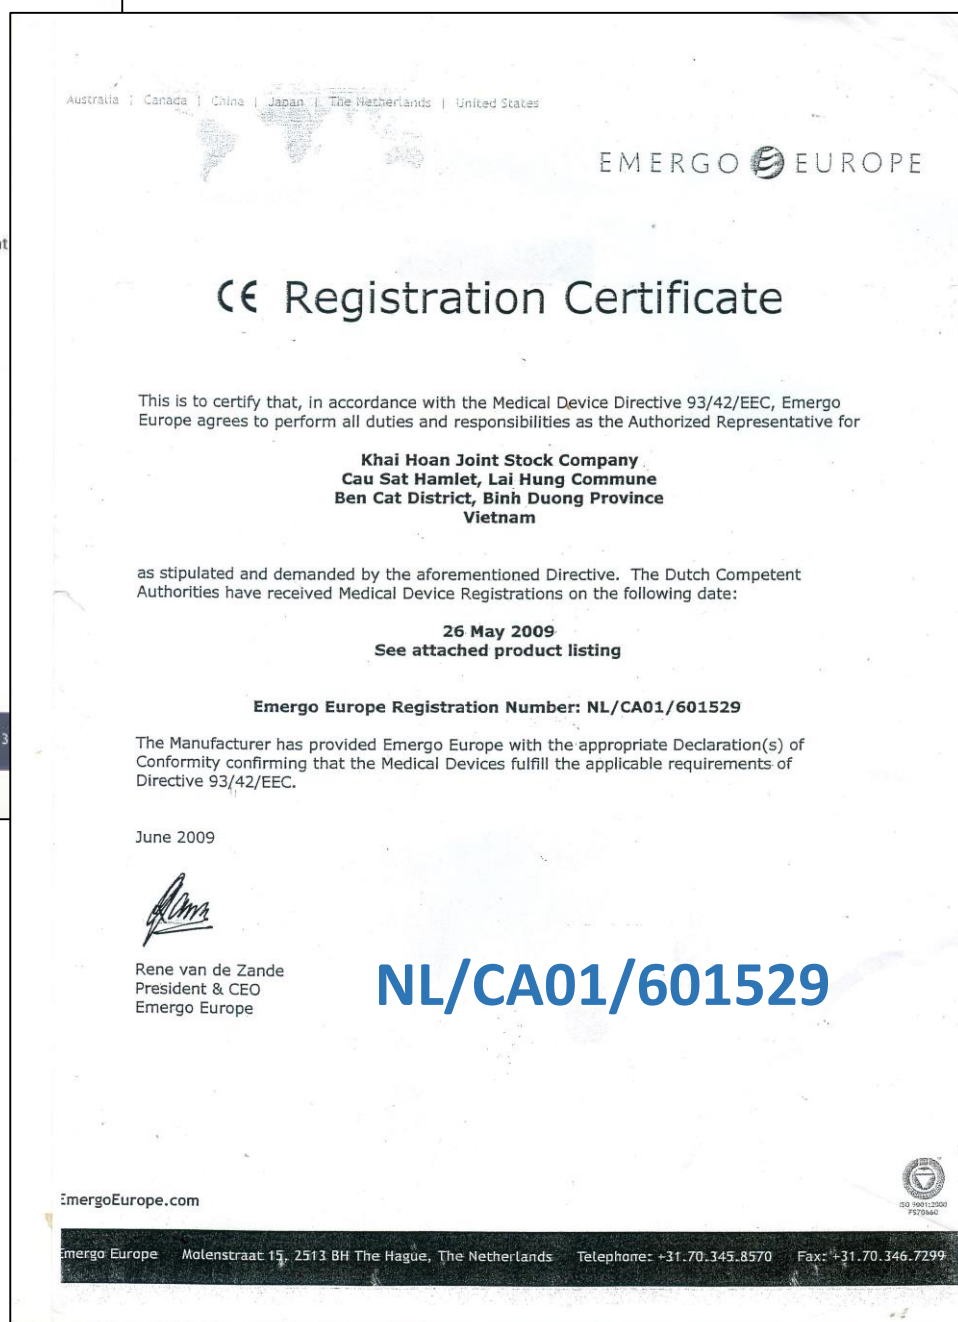 Australia | Canada | China | Japan | The Netherlands | United States
EMERGO EUROPE
nt
CE Registration Certificate
This is to certify that, in accordance with the Medical Device Directive 93/42/EEC, Emergo
Europe agrees to perform all duties and responsibilities as the Authorized Representative for
Khai Hoan Joint Stock Company
Cau Sat Hamlet, Lai Hung Commune
Ben Cat District, Binh Duong Province
Vietnam
as stipulated and demanded by the aforementioned Directive. The Dutch Competent
Authorities have received Medical Device Registrations on the following date:
26 May 2009
See attached product listing
Emergo Europe Registration Number: NL/CA01/601529
3
The Manufacturer has provided Emergo Europe with the appropriate Declaration(s) of
Conformity confirming that the Medical Devices fulfill the applicable requirements of
Directive 93/42/EEC.
June 2009
Rene van de Zande
President & CEO
Emergo Europe
NL/CA01/601529
EmergoEurope.com
ISO 9001:2000
FS70660
Emergo Europe Molenstraat 15, 2513 BH The Hague, The Netherlands Telephone: +31.70.345.8570 Fax: +31.70.346.7299